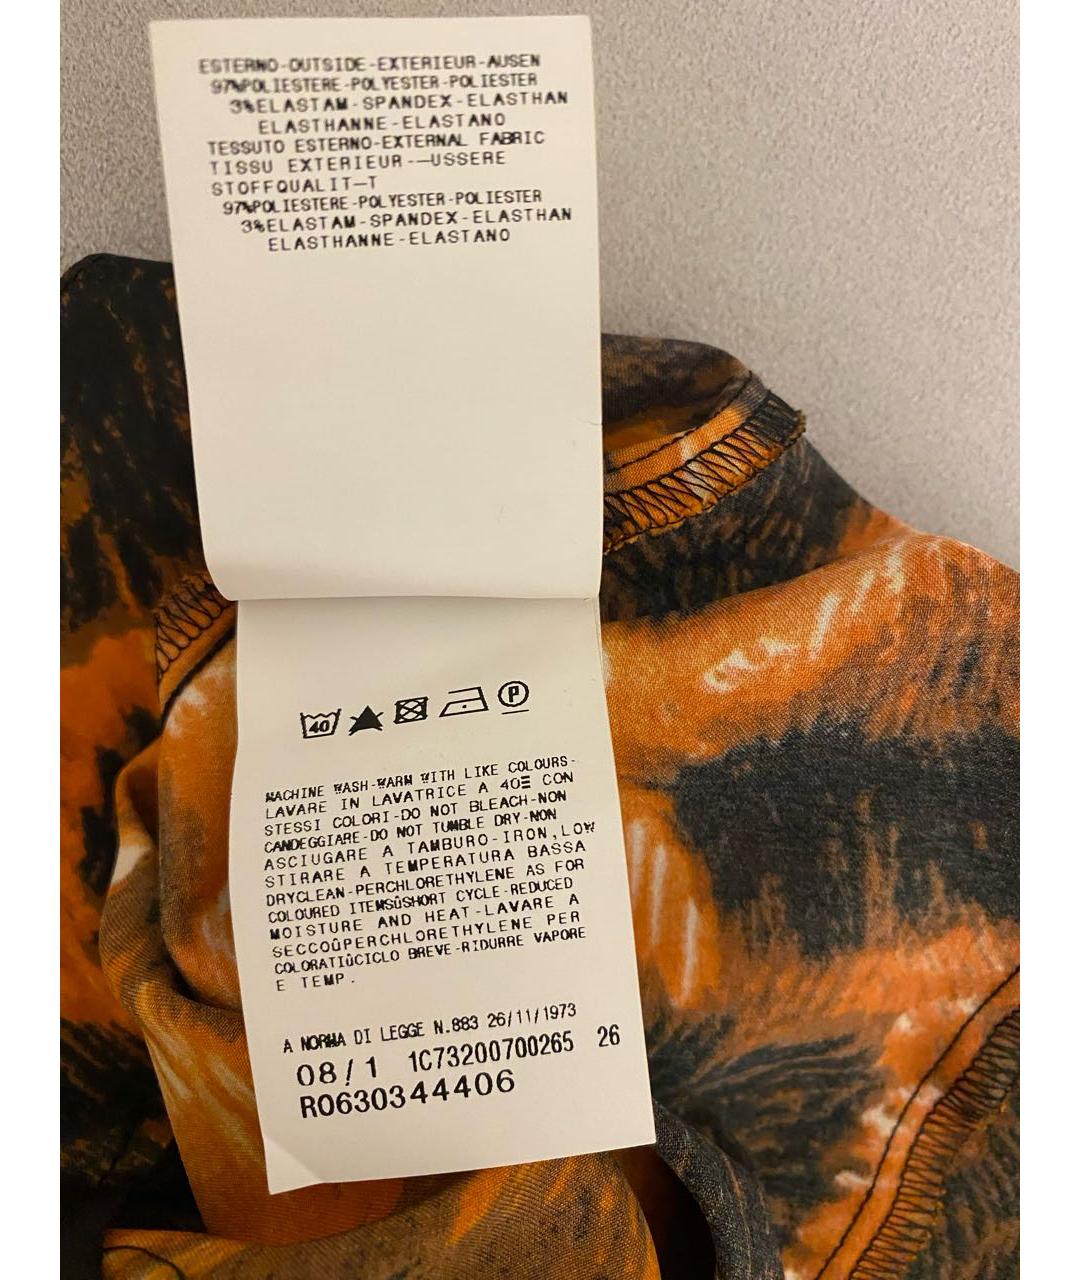 ESTERNO-OUTSIDE-EXTERIEUR-AUSEN
97%POLIESTERE-POLYESTER-POLIESTER
3%ELASTAM-SPANDEX-ELASTHAN
ELASTHANNE-ELASTANO
TESSUTO ESTERNO-EXTERNAL FABRIC
TISSU EXTERIEUR-—USSERE
STOFFQUALIT—T
97%POLIESTERE-POLYESTER-POLIESTER
3%ELASTAM-SPANDEX-ELASTHAN
ELASTHANNE-ELASTANO
40 P
MACHINE WASH-WARM WITH LIKE COLOURS-
LAVARE IN LAVATRICE A 40Ξ CON
STESSI COLORI-DO NOT BLEACH-NON
CANDEGGIARE-DO NOT TUMBLE DRY-NON
ASCIUGARE A TAMBURO-IRON,LOW
STIRARE A TEMPERATURA BASSA
DRYCLEAN-PERCHLORETHYLENE AS FOR
COLOURED ITEMSûSHORT CYCLE-REDUCED
MOISTURE AND HEAT-LAVARE A
SECCOûPERCHLORETHYLENE PER
COLORATIûCICLO BREVE-RIDURRE VAPORE
E TEMP.
A NORMA DI LEGGE N.883 26/11/1973
08/1 1C73200700265 26
R0630344406